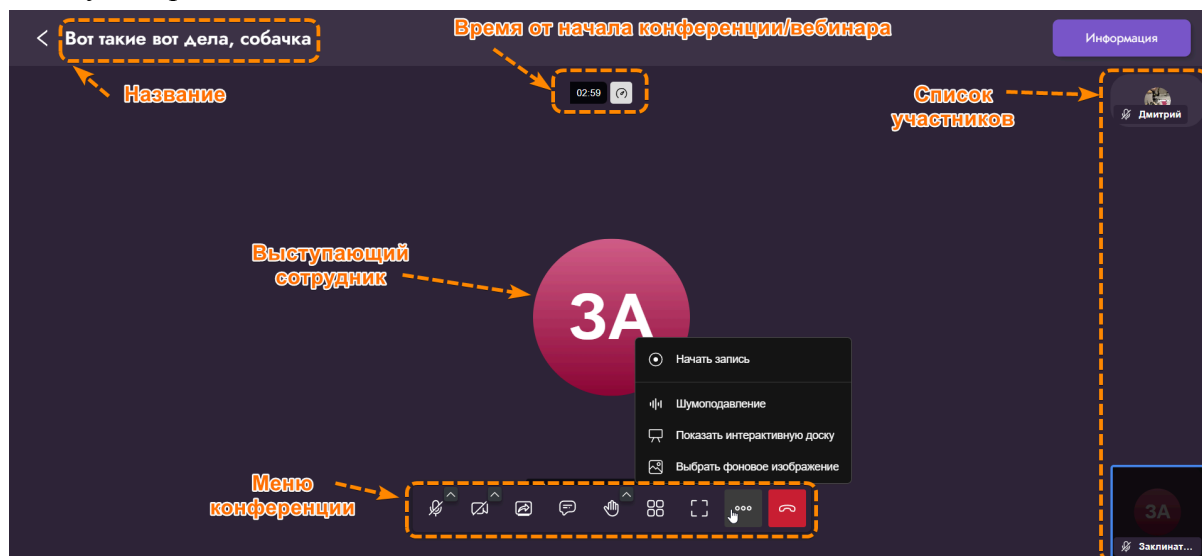 Вот такие вот дела, собачка
Время от начала конференции/вебинара
Информация
Название
02:59
Список
участников
Дмитрий
Выступающий
сотрудник
ЗА
Начать запись
Шумоподавление
Показать интерактивную доску
Выбрать фоновое изображение
Меню
конференции
ЗА
Заклинат...